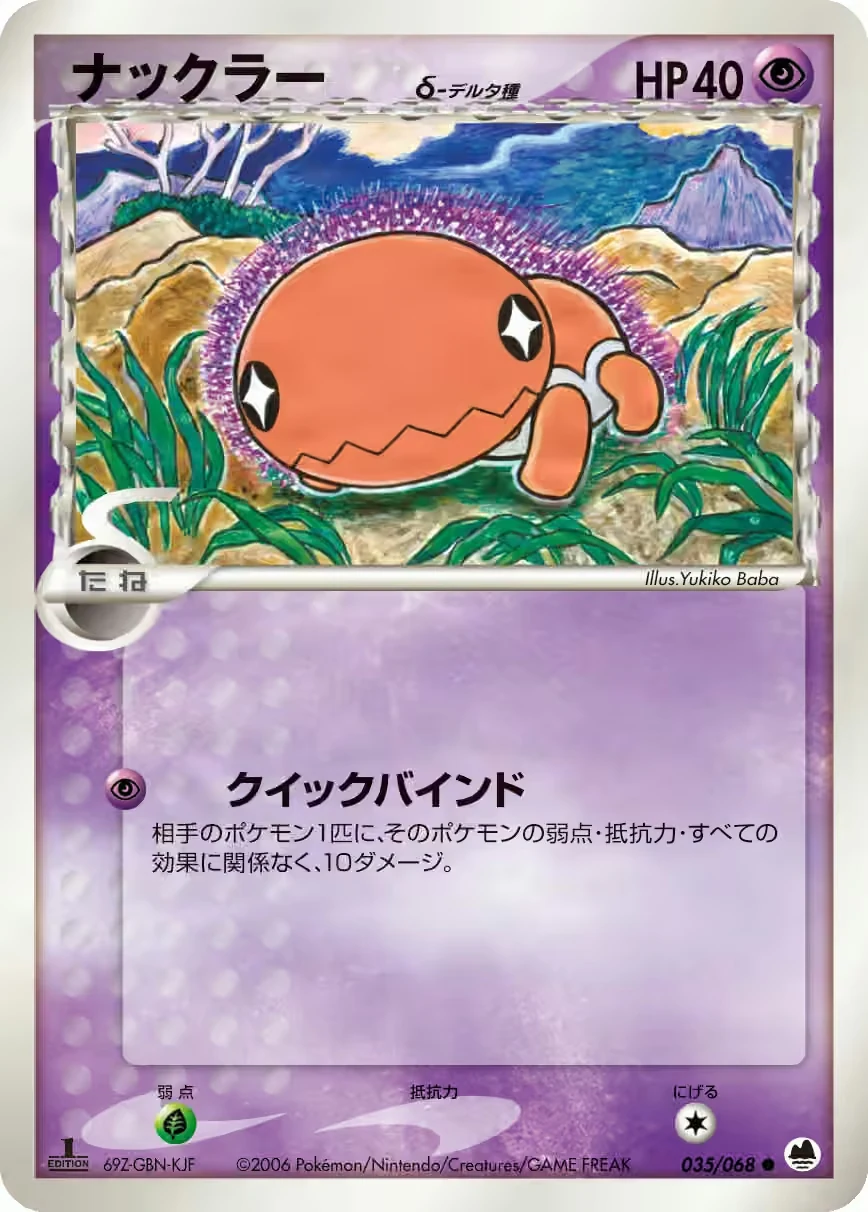 ナックラー δ-デルタ種 HP40
たね
Illus.Yukiko Baba
クイックバインド
相手のポケモン1匹に、そのポケモンの弱点・抵抗力・すべての
効果に関係なく、10ダメージ。
弱点 抵抗力 にげる
1
EDITION 69Z-GBN-KJF ©2006 Pokémon/Nintendo/Creatures/GAME FREAK 035/068